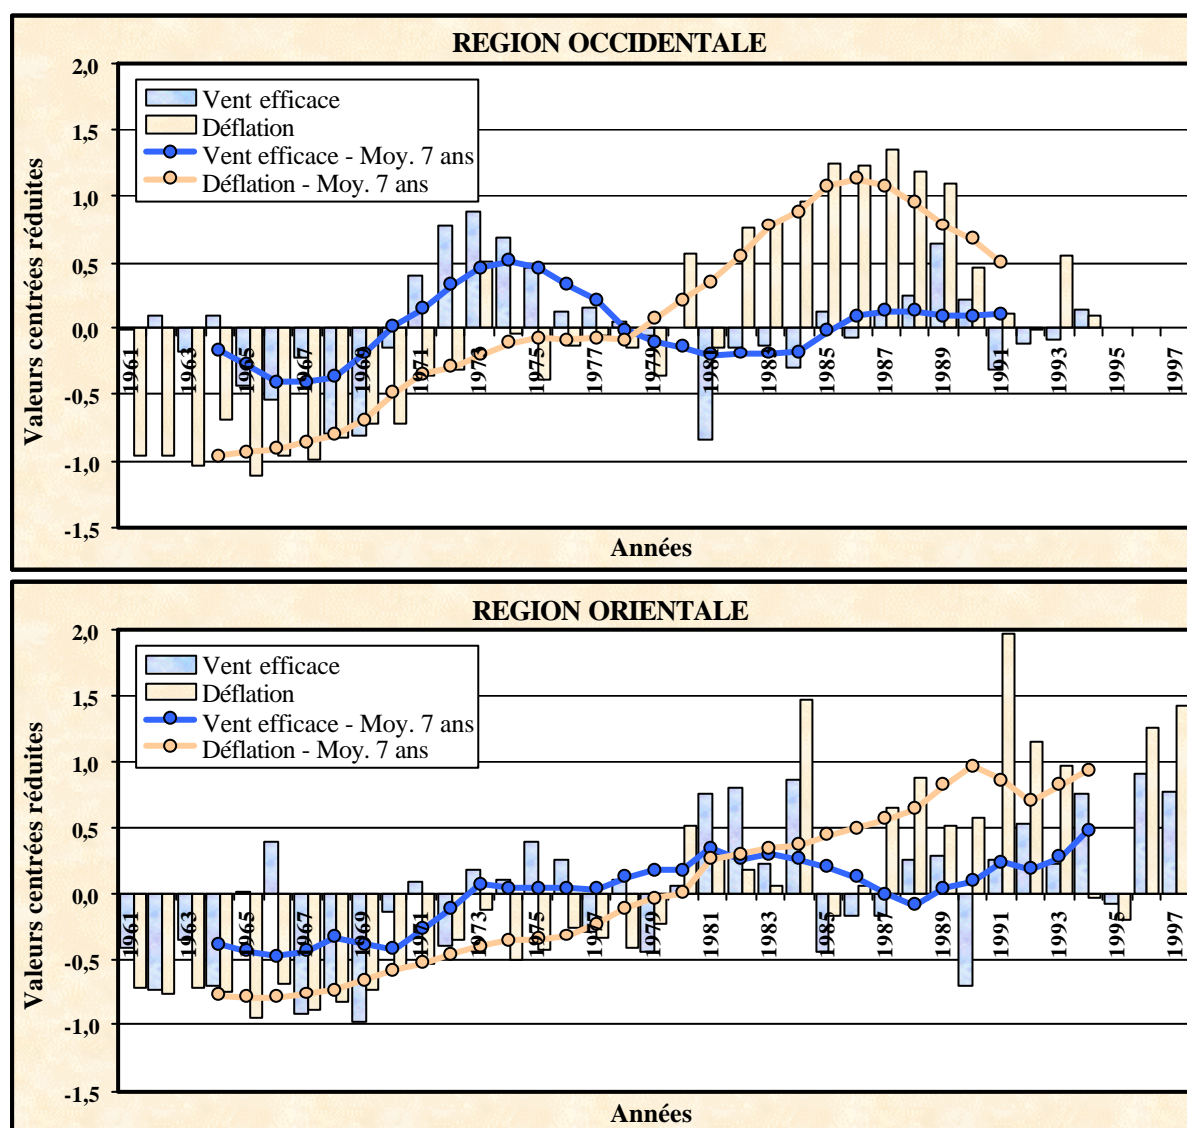 REGION OCCIDENTALE
Valeurs centrées réduites
2,0
1,5
1,0
0,5
0,0
-0,5
-1,0
-1,5
Vent efficace
Déflation
Vent efficace - Moy. 7 ans
Déflation - Moy. 7 ans
1961 1963 1965 1967 1969 1971 1973 1975 1977 1979 1981 1983 1985 1987 1989 1991 1993 1995 1997
Années
REGION ORIENTALE
Valeurs centrées réduites
2,0
1,5
1,0
0,5
0,0
-0,5
-1,0
-1,5
Vent efficace
Déflation
Vent efficace - Moy. 7 ans
Déflation - Moy. 7 ans
1961 1963 1965 1967 1969 1971 1973 1975 1977 1979 1981 1983 1985 1987 1989 1991 1993 1995 1997
Années